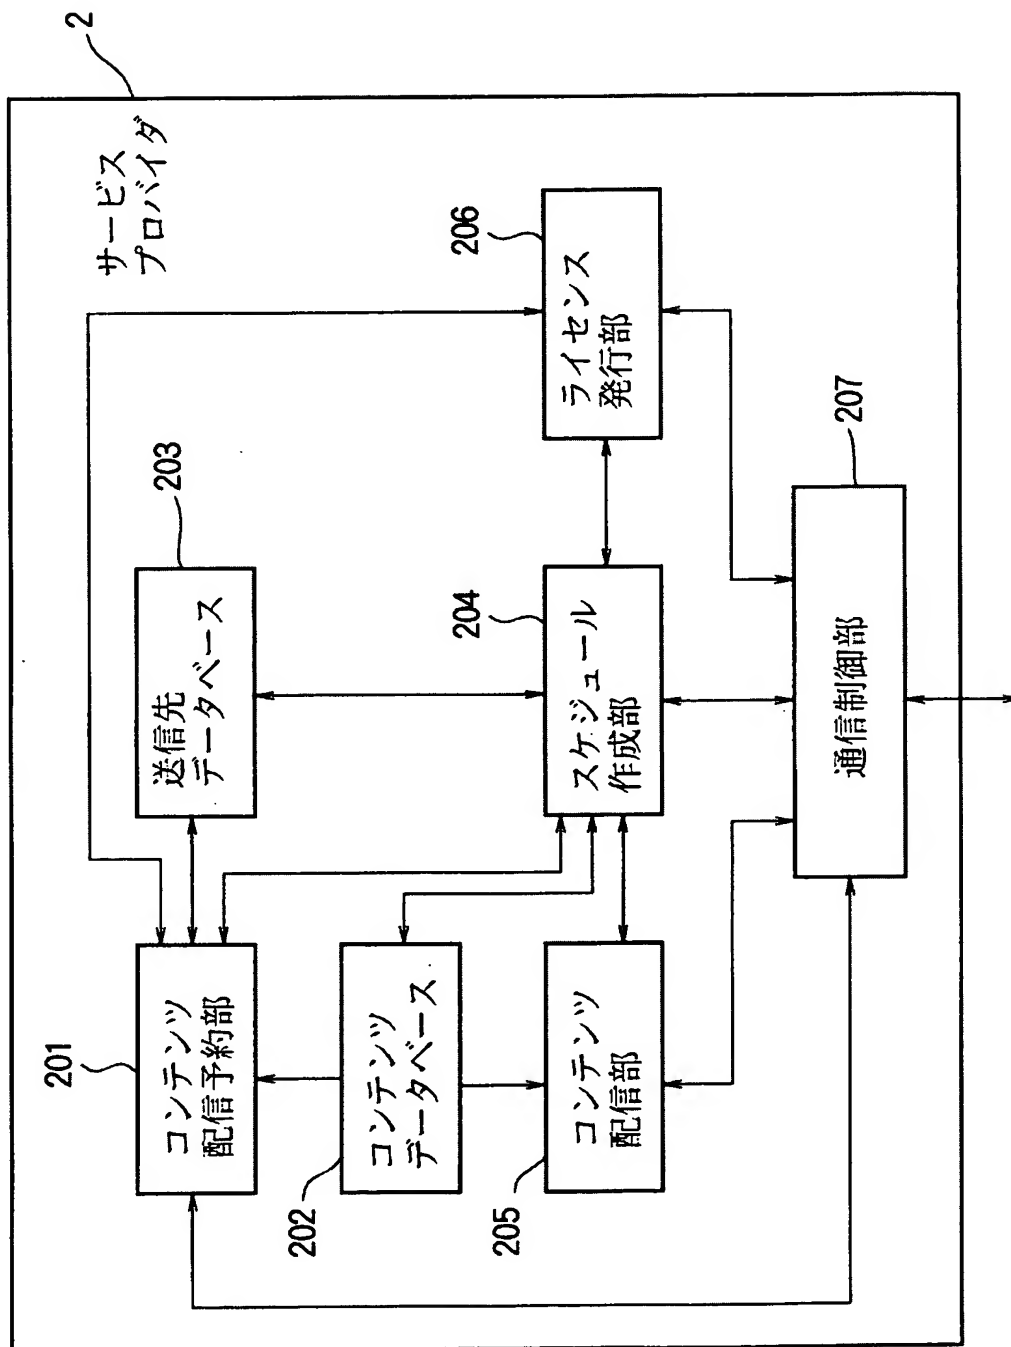 2
サービス
プロバイダ
201
コンテンツ
配信予約部
203
送信先
データベース
202
コンテンツ
データベース
204
スケジュール
作成部
206
ライセンス
発行部
205
コンテンツ
配信部
207
通信制御部